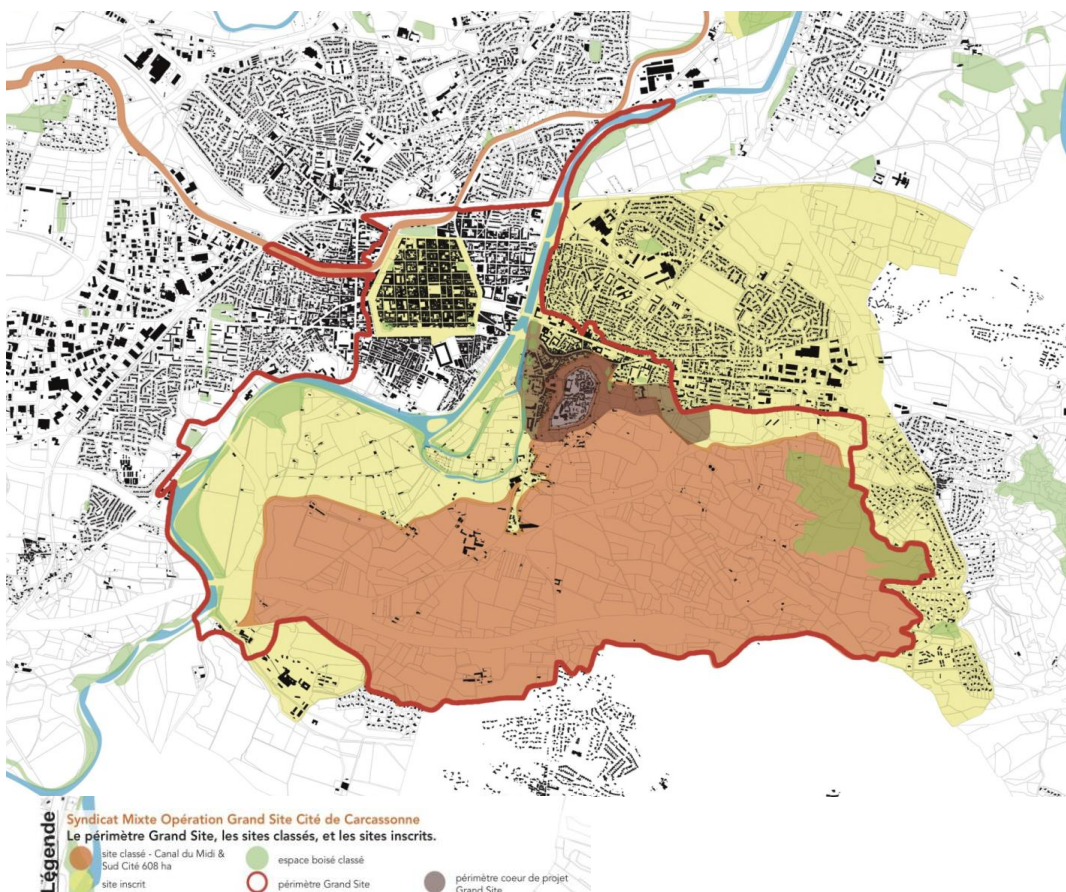 Légende
Syndicat Mixte Opération Grand Site Cité de Carcassonne
Le périmètre Grand Site, les sites classés, et les sites inscrits.
site classé - Canal du Midi &
Sud Cité 608 ha
espace boisé classé
site inscrit
périmètre Grand Site
périmètre coeur de projet
Grand Site